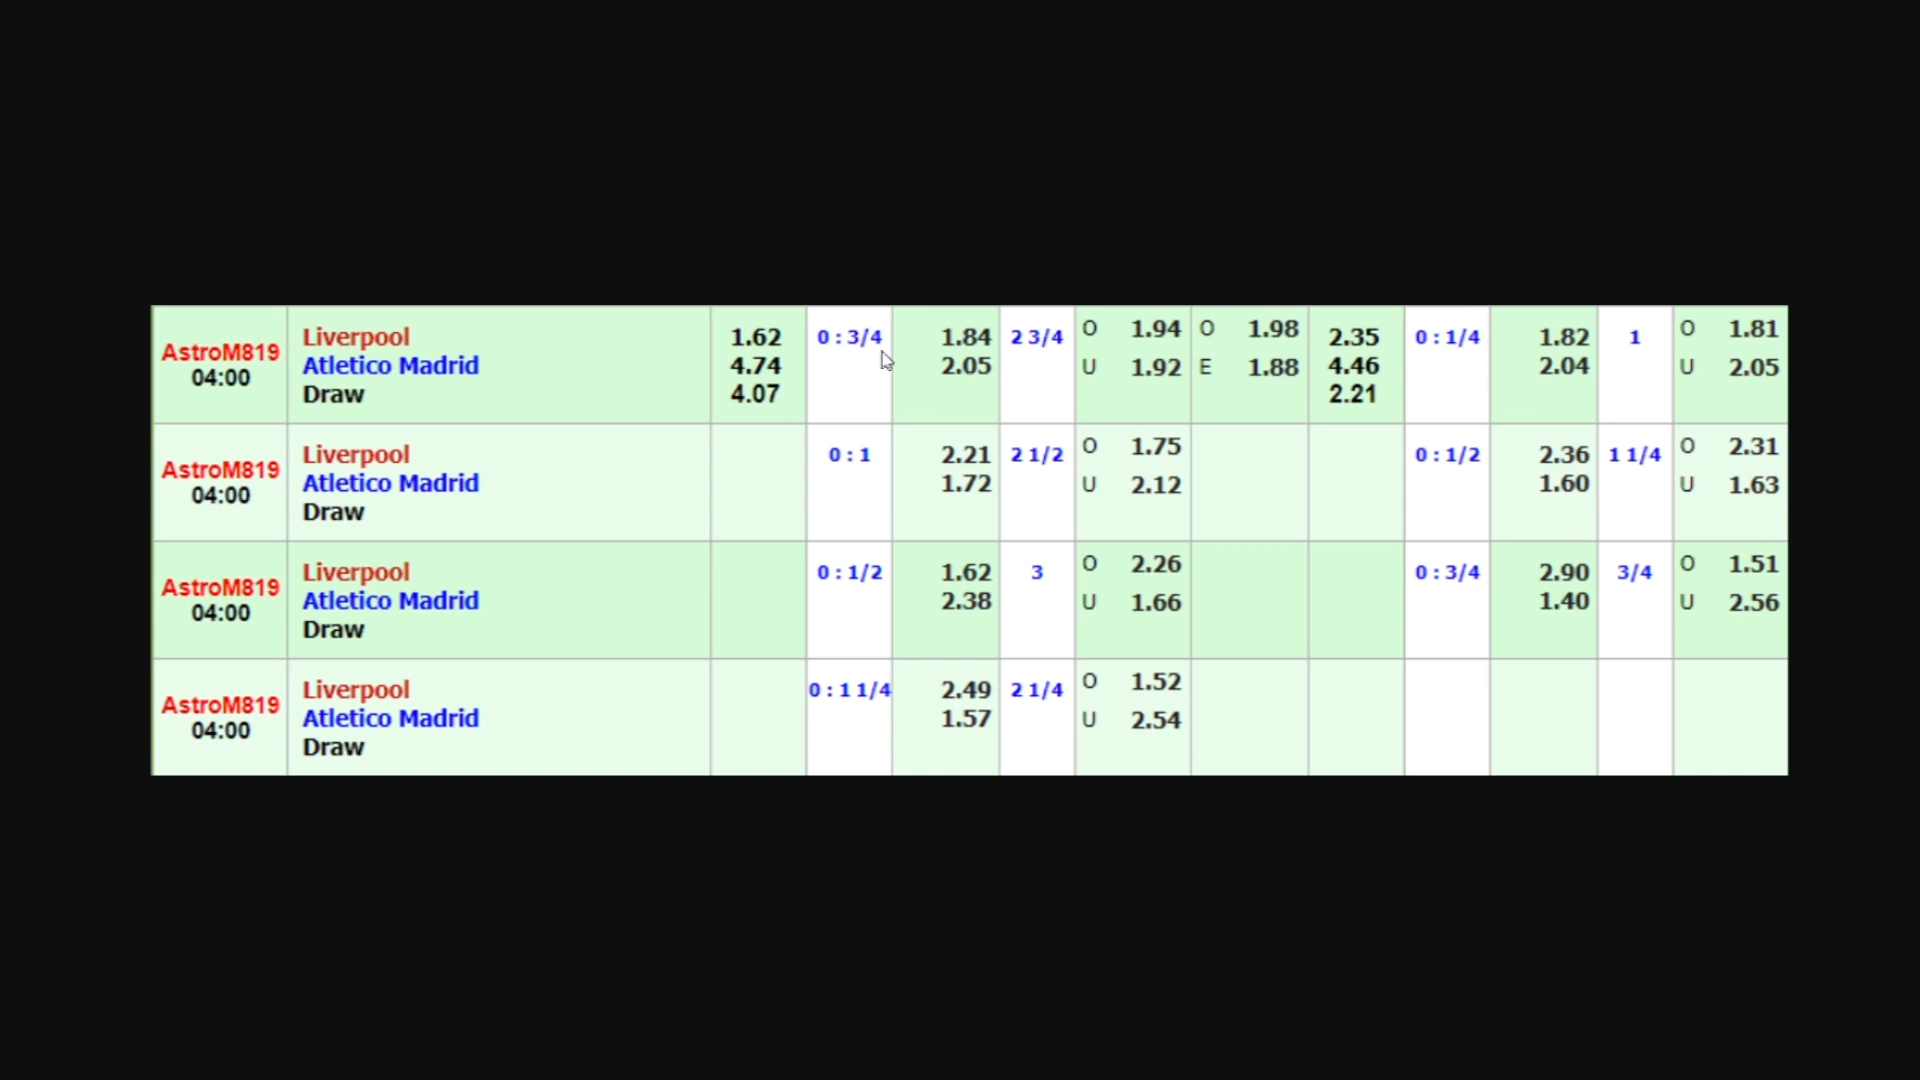 AstroM819 04:00
Liverpool 1.62 0 : 3/4 1.84 2 3/4 O 1.94 O 1.98 2.35 0 : 1/4 1.82 1 O 1.81
Atletico Madrid 4.74 2.05 U 1.92 E 1.88 4.46 2.04 U 2.05
Draw 4.07 2.21
AstroM819 04:00
Liverpool 0 : 1 2.21 2 1/2 O 1.75 0 : 1/2 2.36 1 1/4 O 2.31
Atletico Madrid 1.72 U 2.12 1.60 U 1.63
Draw
AstroM819 04:00
Liverpool 0 : 1/2 1.62 3 O 2.26 0 : 3/4 2.90 3/4 O 1.51
Atletico Madrid 2.38 U 1.66 1.40 U 2.56
Draw
AstroM819 04:00
Liverpool 0 : 1 1/4 2.49 2 1/4 O 1.52
Atletico Madrid 1.57 U 2.54
Draw